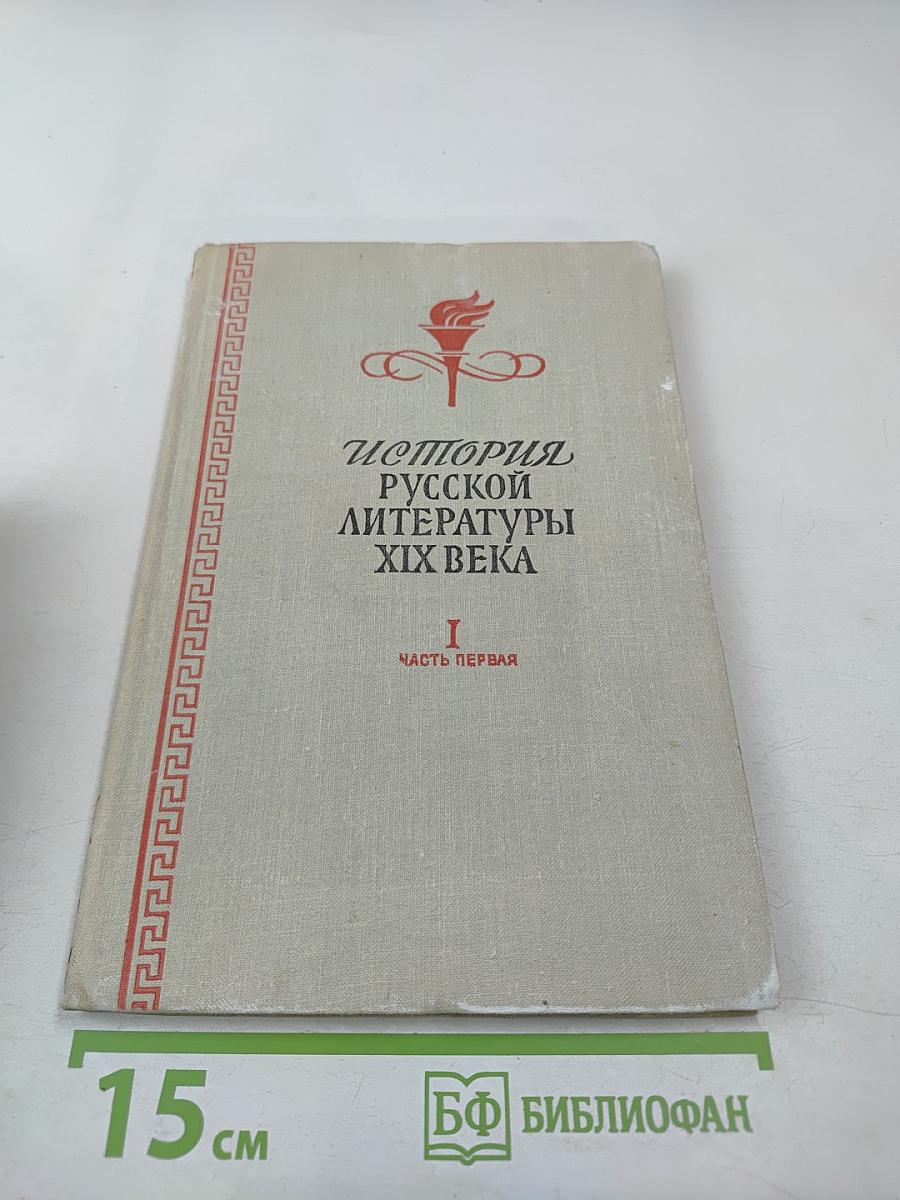 История
РУССКОЙ
ЛИТЕРАТУРЫ
XIX ВЕКА
I
ЧАСТЬ ПЕРВАЯ
15 см
БФ БИБЛИОФАН